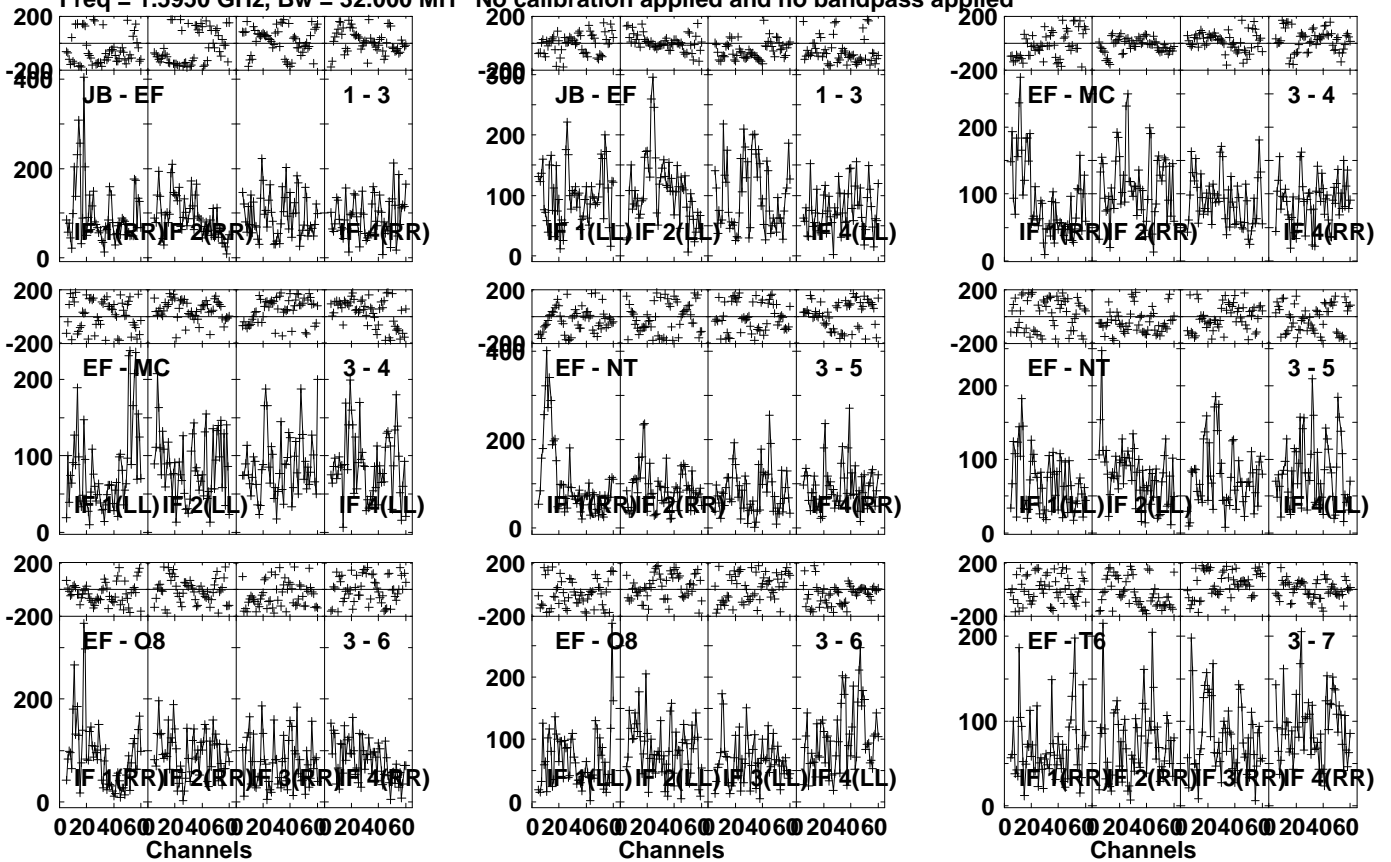 Freq = 1.5950 GHz, Bw = 32.000 MH No calibration applied and no bandpass applied
200
-200
400
200
0
JB - EF 1 - 3
IF 1(RR) IF 2(RR) IF 4(RR)
200
-200
300
200
100
0
JB - EF 1 - 3
IF 1(LL) IF 2(LL) IF 4(LL)
200
-200
200
100
0
EF - MC 3 - 4
IF 1(RR) IF 2(RR) IF 4(RR)
200
-200
200
100
0
EF - MC 3 - 4
IF 1(LL) IF 2(LL) IF 4(LL)
200
-200
400
200
0
EF - NT 3 - 5
IF 1(RR) IF 2(RR) IF 4(RR)
200
-200
200
100
0
EF - NT 3 - 5
IF 1(LL) IF 2(LL) IF 4(LL)
200
-200
200
0
EF - O8 3 - 6
IF 1(RR) IF 2(RR) IF 3(RR) IF 4(RR)
0 20 40 60 0 20 40 60 0 20 40 60 0 20 40 60
Channels
200
-200
200
100
0
EF - O8 3 - 6
IF 1(LL) IF 2(LL) IF 3(LL) IF 4(LL)
0 20 40 60 0 20 40 60 0 20 40 60 0 20 40 60
Channels
200
-200
200
100
0
EF - T6 3 - 7
IF 1(RR) IF 2(RR) IF 3(RR) IF 4(RR)
0 20 40 60 0 20 40 60 0 20 40 60 0 20 40 60
Channels